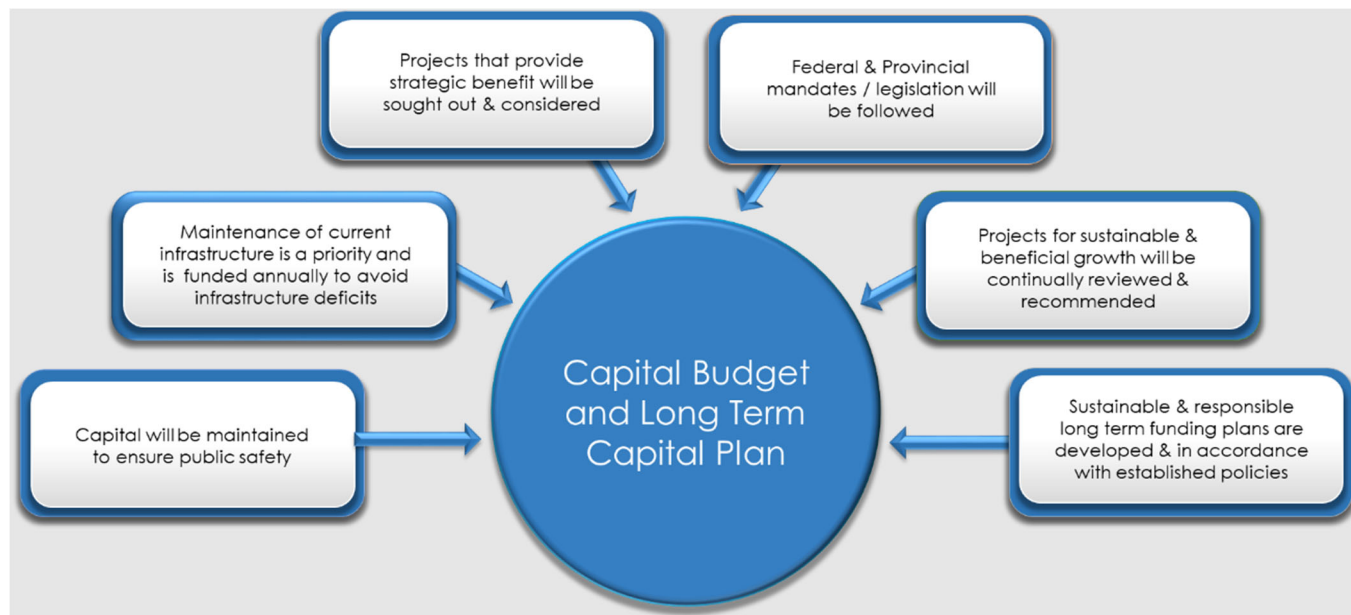 Projects that provide
strategic benefit will be
sought out & considered
Federal & Provincial
mandates / legislation will
be followed
Maintenance of current
infrastructure is a priority and
is funded annually to avoid
infrastructure deficits
Projects for sustainable &
beneficial growth will be
continually reviewed &
recommended
Capital will be maintained
to ensure public safety
Capital Budget
and Long Term
Capital Plan
Sustainable & responsible
long term funding plans are
developed & in accordance
with established policies